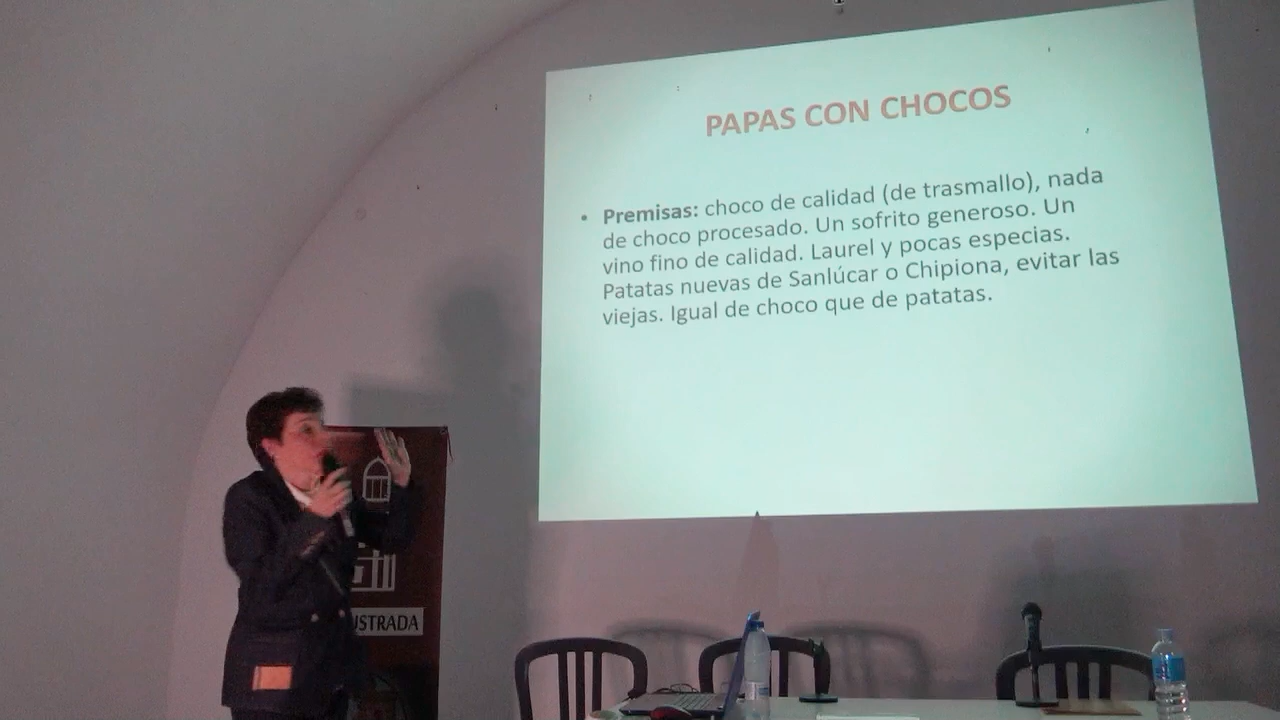 PAPAS CON CHOCOS
• Premisas: choco de calidad (de trasmallo), nada
de choco procesado. Un sofrito generoso. Un
vino fino de calidad. Laurel y pocas especias.
Patatas nuevas de Sanlúcar o Chipiona, evitar las
viejas. Igual de choco que de patatas.
USTRADA